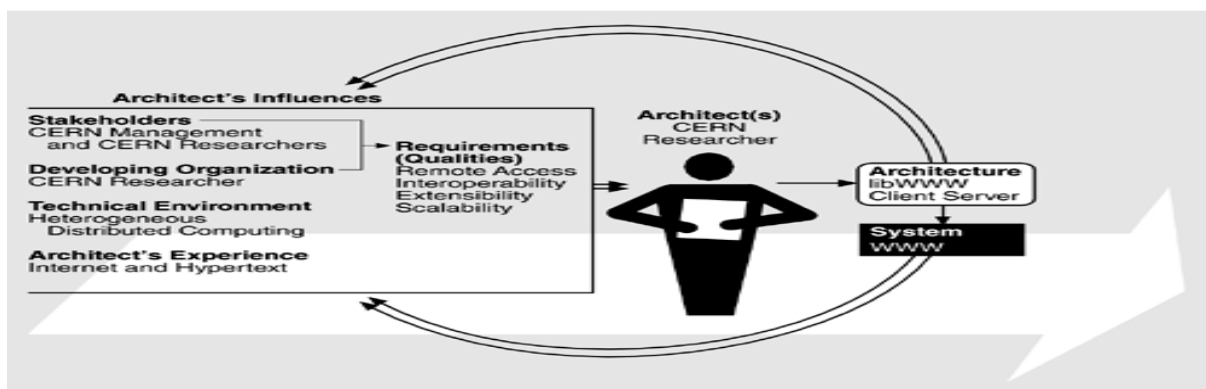 Architect's Influences
Stakeholders
CERN Management
and CERN Researchers
Developing Organization
CERN Researcher
Technical Environment
Heterogeneous
Distributed Computing
Architect's Experience
Internet and Hypertext
Requirements
(Qualities)
Remote Access
Interoperability
Extensibility
Scalability
Architect(s)
CERN
Researcher
Architecture
libWWW
Client Server
System
WWW